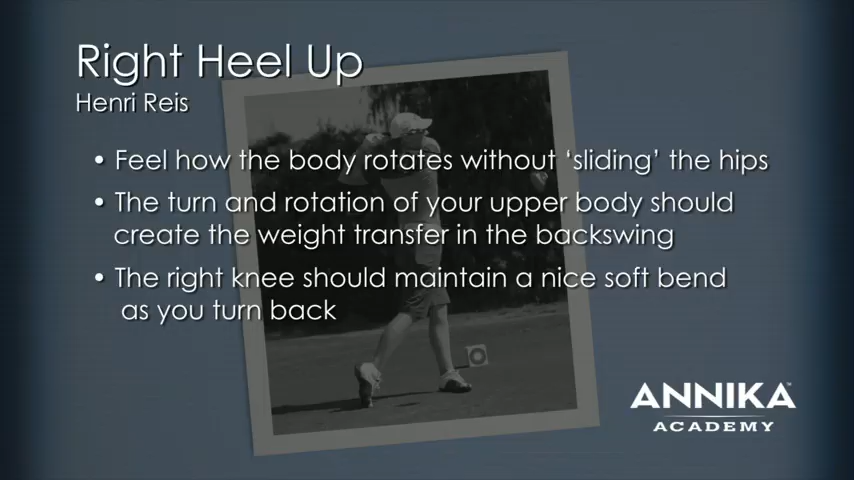 Right Heel Up
Henri Reis
• Feel how the body rotates without ‘sliding’ the hips
• The turn and rotation of your upper body should
create the weight transfer in the backswing
• The right knee should maintain a nice soft bend
as you turn back
ANNIKA™
ACADEMY